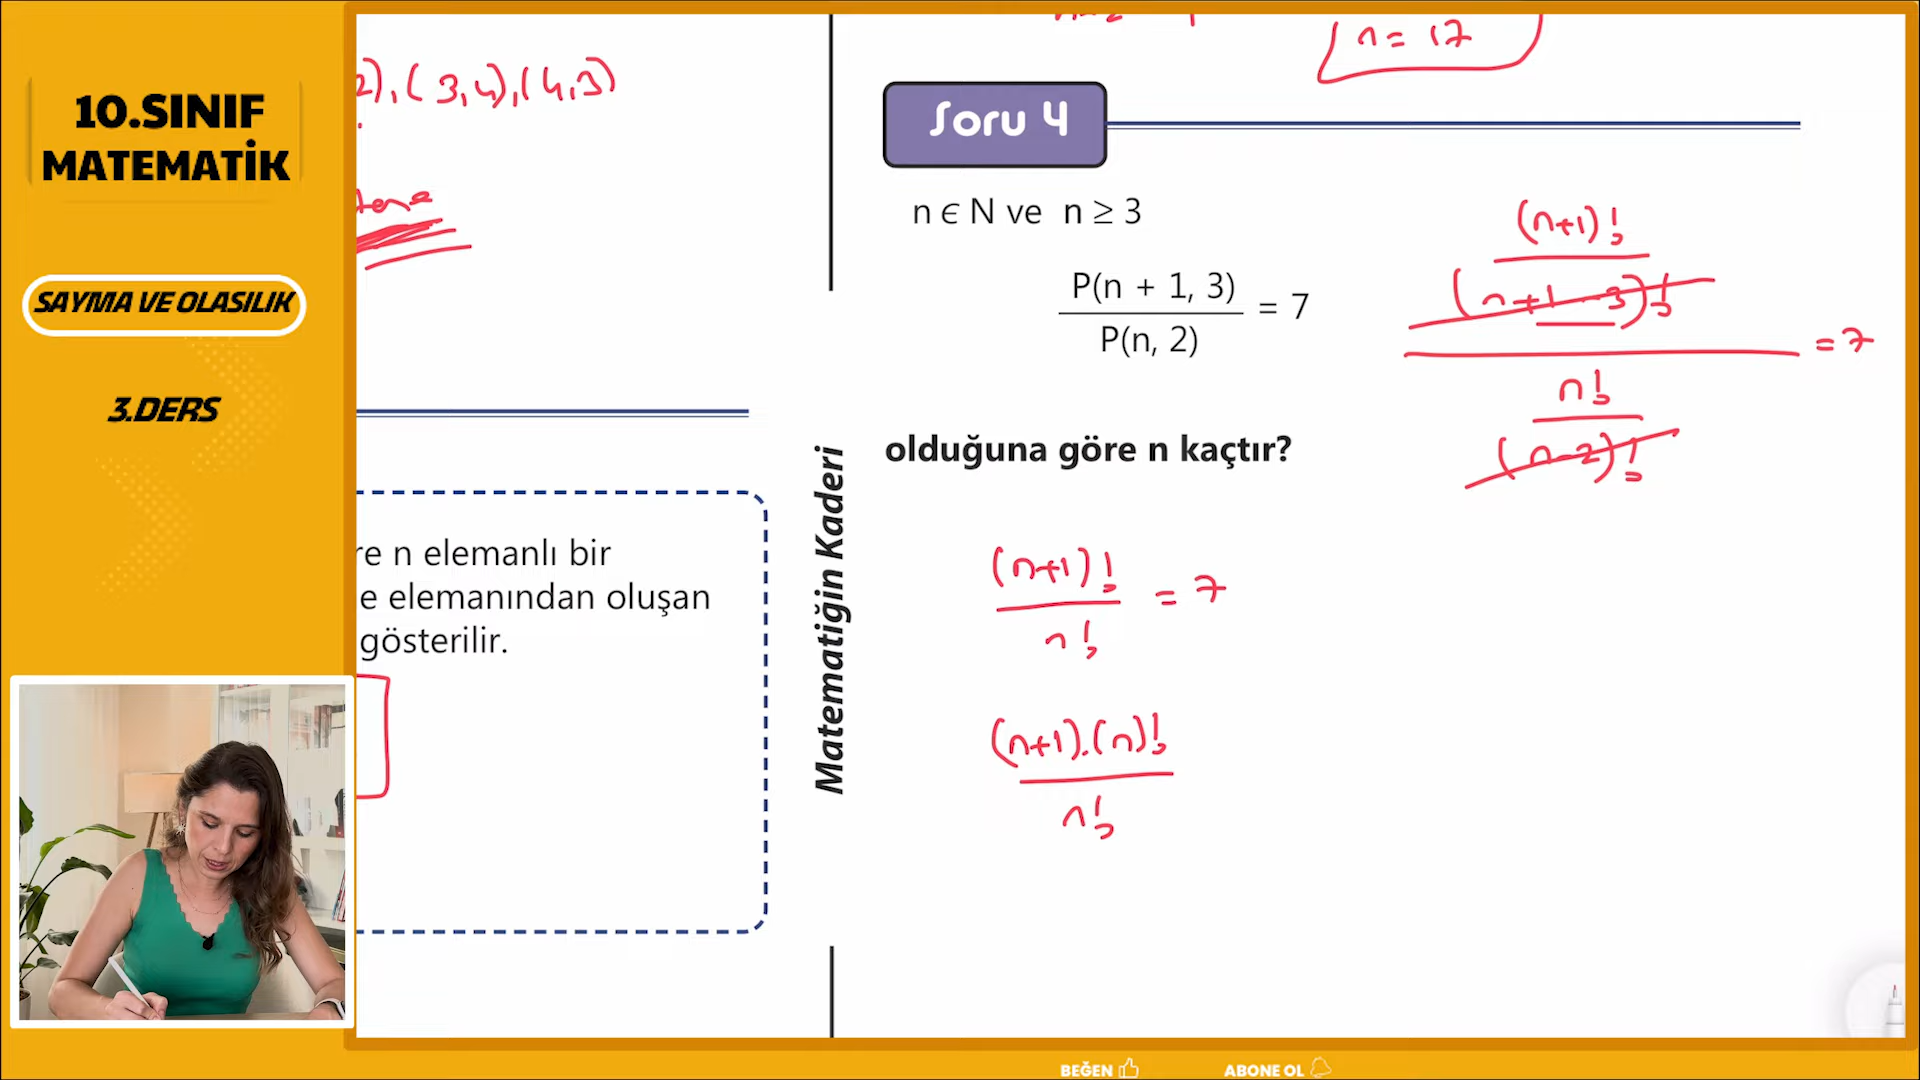 10.SINIF
MATEMATİK
SAYMA VE OLASILIK
3.DERS
2),(3,4),(4,3)
re n elemanlı bir
e elemanından oluşan
gösterilir.
Matematiğin Kaderi
n = 17
Soru 4
n ∈ N ve n ≥ 3
P(n + 1, 3)
P(n, 2)
= 7
olduğuna göre n kaçtır?
(n+1)!
(n+1-3)!
n!
(n-2)!
= 7
(n+1)!
n!
= 7
(n+1).(n)!
n!
BEĞEN
ABONE OL